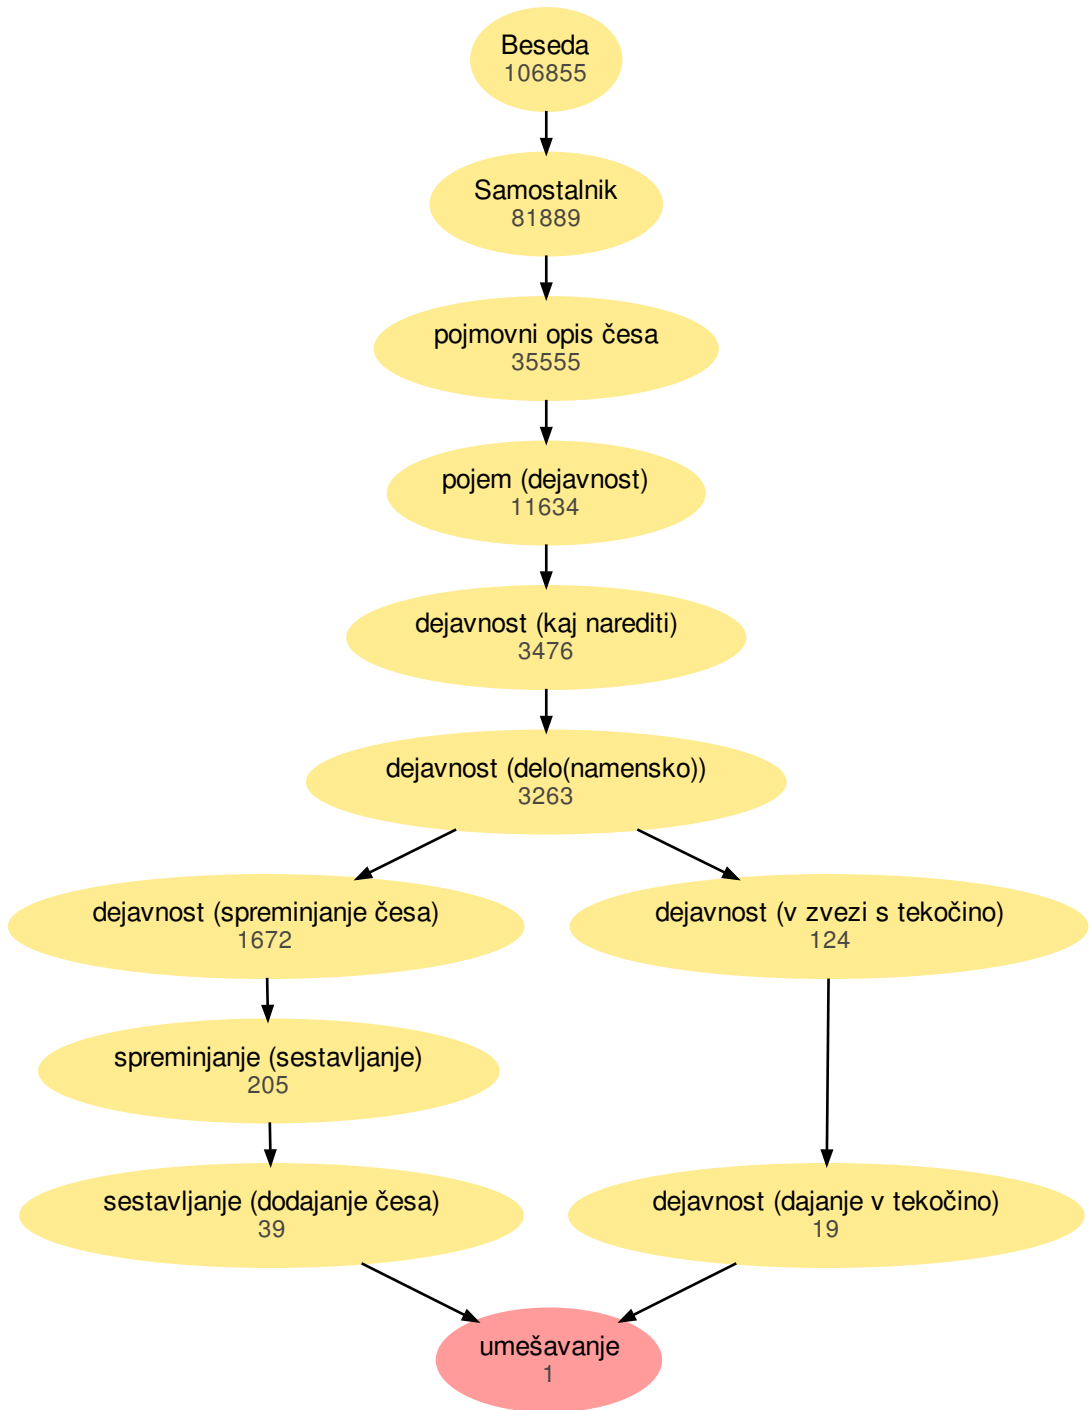 Beseda
106855
Samostalnik
81889
pojmovni opis česa
35555
pojem (dejavnost)
11634
dejavnost (kaj narediti)
3476
dejavnost (delo(namensko))
3263
dejavnost (spreminjanje česa)
1672
dejavnost (v zvezi s tekočino)
124
spreminjanje (sestavljanje)
205
sestavljanje (dodajanje česa)
39
dejavnost (dajanje v tekočino)
19
umešavanje
1